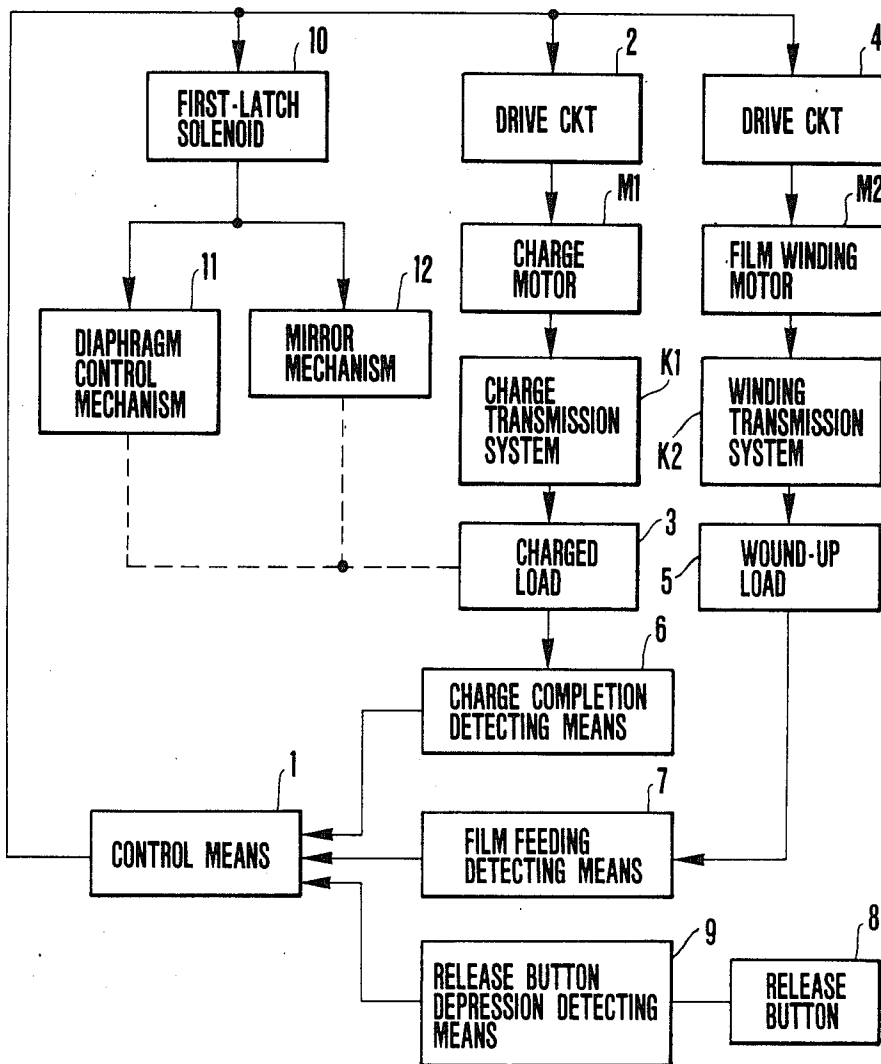 10
FIRST-LATCH
SOLENOID
2
DRIVE CKT
4
DRIVE CKT
M1
CHARGE
MOTOR
M2
FILM WINDING
MOTOR
11
DIAPHRAGM
CONTROL
MECHANISM
12
MIRROR
MECHANISM
K1
CHARGE
TRANSMISSION
SYSTEM
K2
WINDING
TRANSMISSION
SYSTEM
3
CHARGED
LOAD
5
WOUND-UP
LOAD
6
CHARGE COMPLETION
DETECTING MEANS
1
CONTROL MEANS
7
FILM FEEDING
DETECTING MEANS
9
RELEASE BUTTON
DEPRESSION DETECTING
MEANS
8
RELEASE
BUTTON